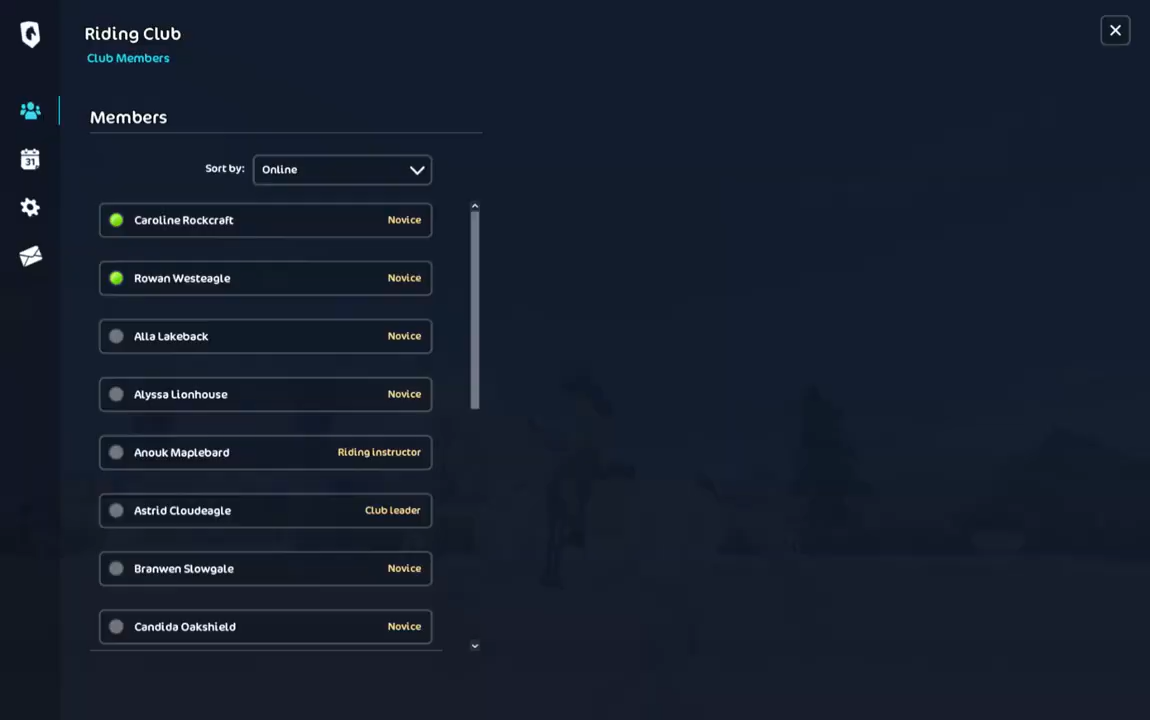 Riding Club
Club Members
31
Members
Sort by: Online
Caroline Rockcraft Novice
Rowan Westeagle Novice
Alla Lakeback Novice
Alyssa Lionhouse Novice
Anouk Maplebard Riding instructor
Astrid Cloudeagle Club leader
Branwen Slowgale Novice
Candida Oakshield Novice